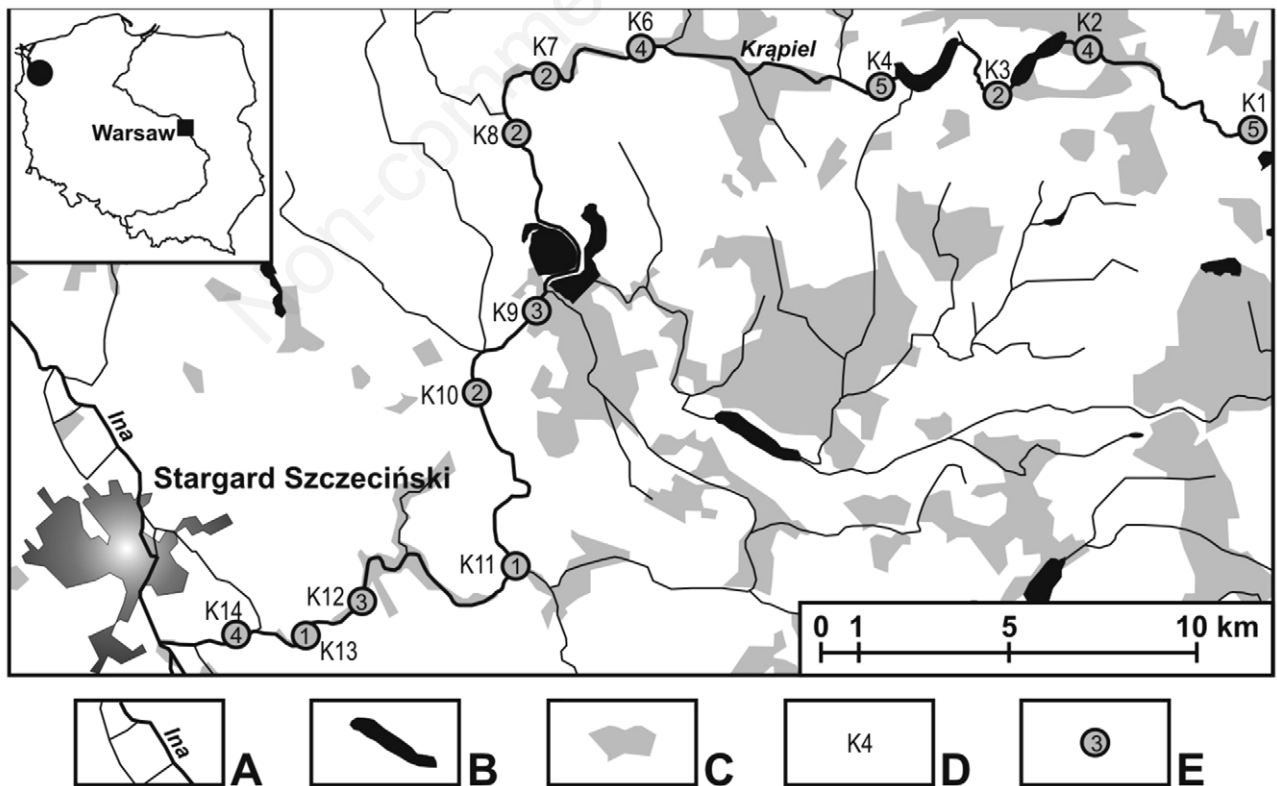 Warsaw
Non-comme
K7
2
K6
4
Krąpiel
K4
5
K3
2
K2
4
K1
5
K8
2
K9
3
K10
2
Ina
Stargard Szczeciński
K11
1
K12
3
K14
4
1
K13
0 1 5 10 km
Ina
A
B
C
K4
D
3
E